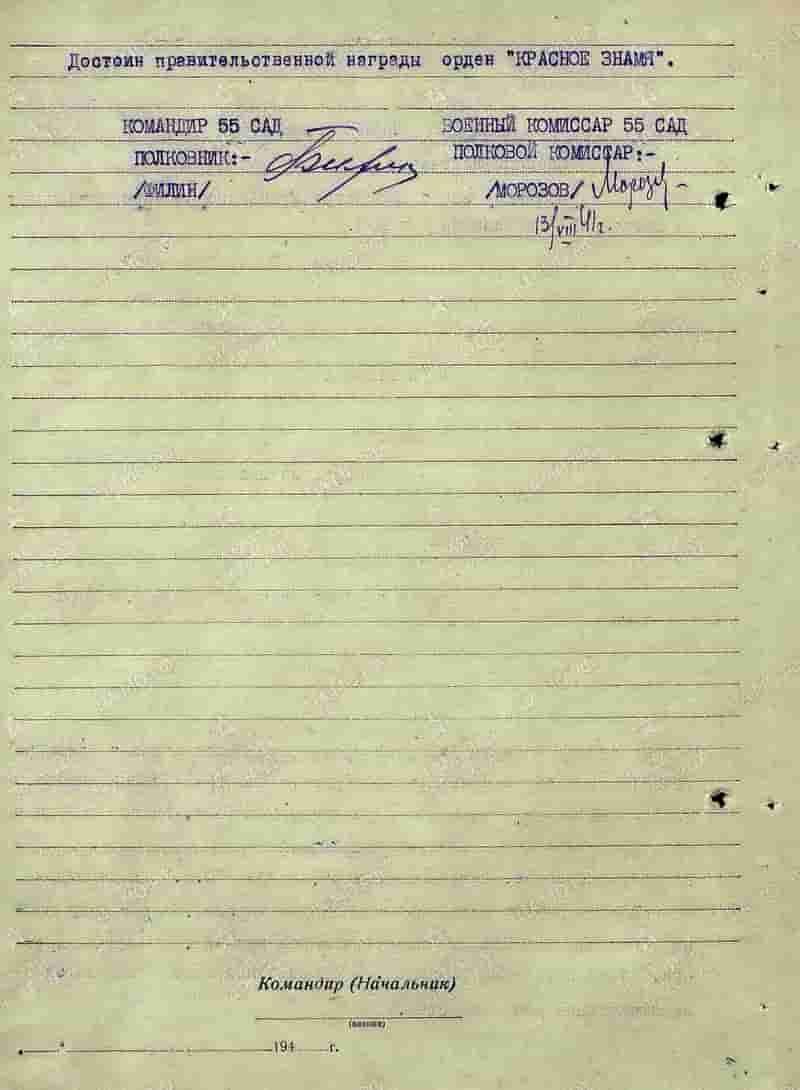 Достоин правительственной награды орден "КРАСНОЕ ЗНАМЯ".
КОМАНДИР 55 САД
ВОЕННЫЙ КОМИССАР 55 САД
ПОЛКОВНИК:-
ПОЛКОВОЙ КОМИССАР:-
/ФИЛИН/
/МОРОЗОВ/ Морозов
13/VIII 41г.
Командир (Начальник)
(звание)
" " 194 г.